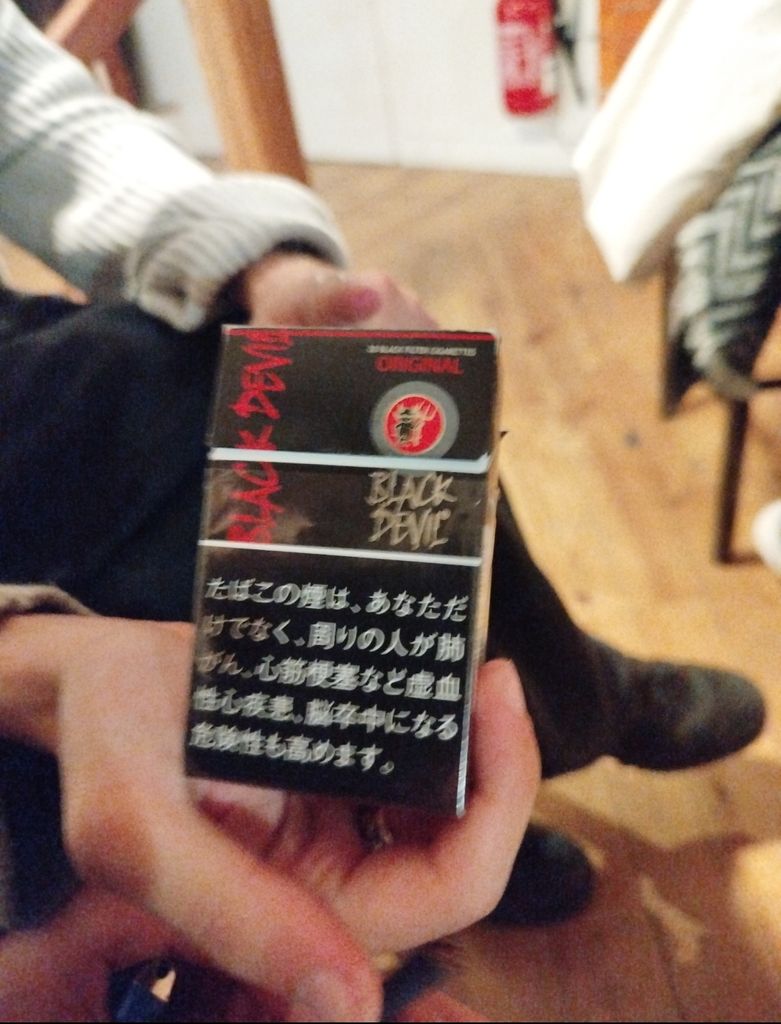 20 BLACK FILTER CIGARETTES
ORIGINAL
BLACK DEVIL
BLACK
DEVIL
たばこの煙は、あなただ
けでなく、周りの人が肺
がん、心筋梗塞など虚血
性心疾患、脳卒中になる
危険性も高めます。